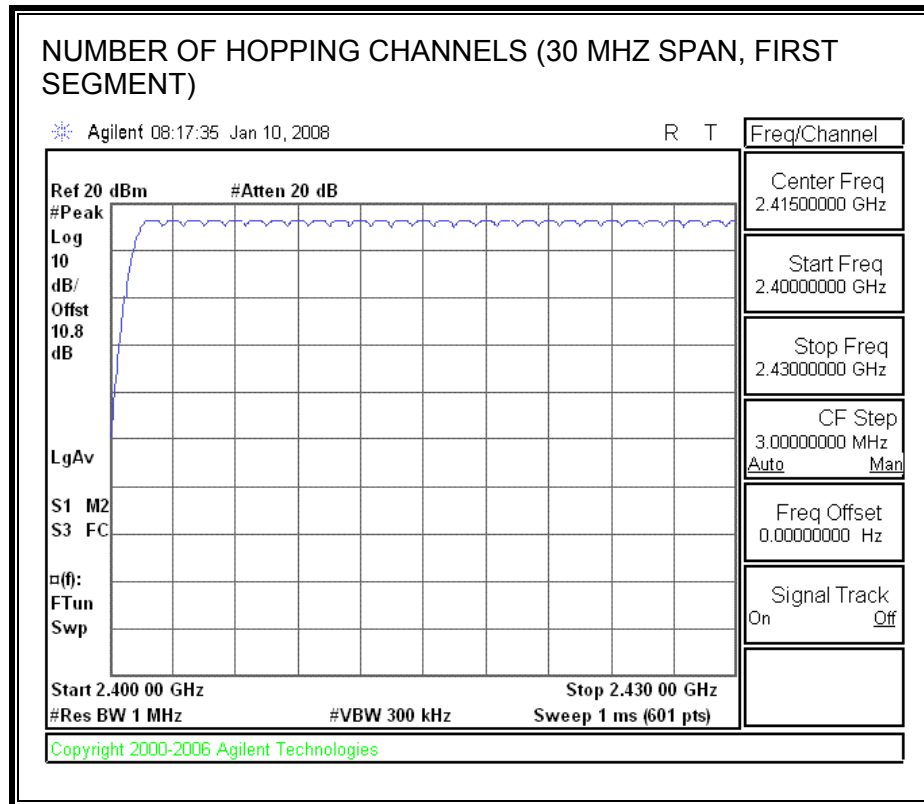 NUMBER OF HOPPING CHANNELS (30 MHZ SPAN, FIRST
SEGMENT)
Agilent 08:17:35 Jan 10, 2008
R T
Freq/Channel
Ref 20 dBm
#Atten 20 dB
#Peak
Log
10
dB/
Offst
10.8
dB
LgAv
S1 M2
S3 FC
¤(f):
FTun
Swp
Start 2.400 00 GHz
Stop 2.430 00 GHz
#Res BW 1 MHz
#VBW 300 kHz
Sweep 1 ms (601 pts)
Center Freq
2.41500000 GHz
Start Freq
2.40000000 GHz
Stop Freq
2.43000000 GHz
CF Step
3.00000000 MHz
Auto Man
Freq Offset
0.00000000 Hz
Signal Track
On Off
Copyright 2000-2006 Agilent Technologies